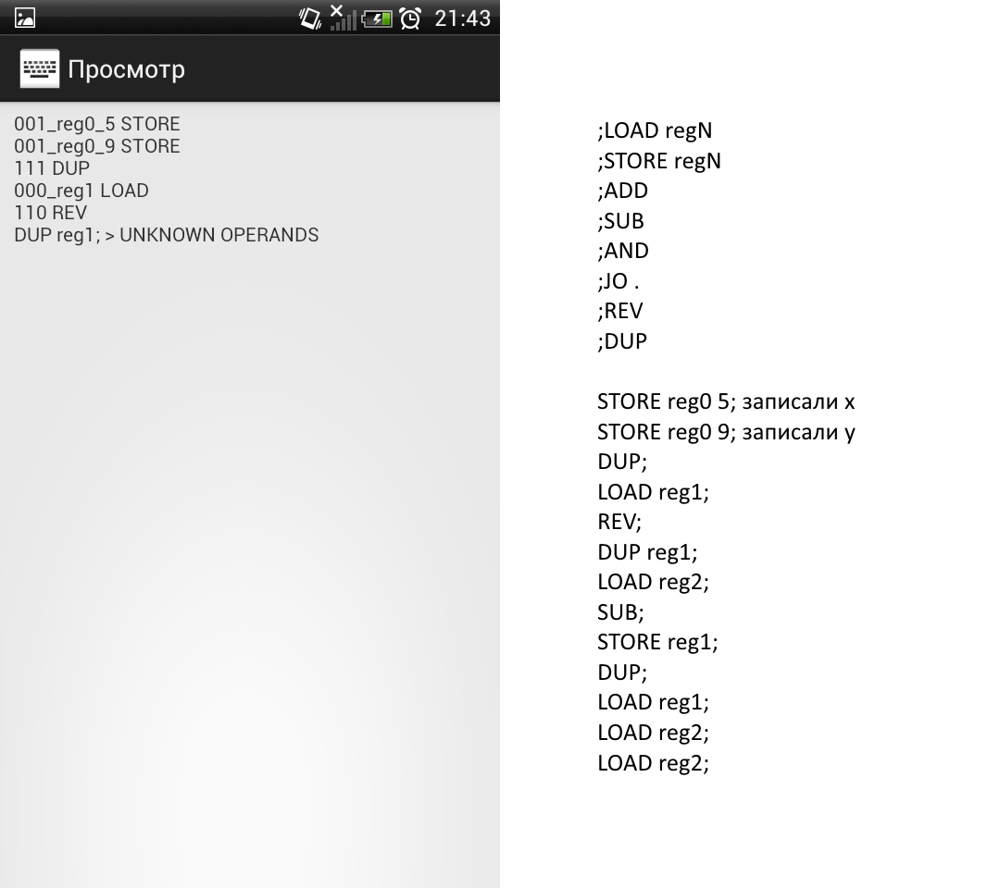 21:43
Просмотр
001_reg0_5 STORE
001_reg0_9 STORE
111 DUP
000_reg1 LOAD
110 REV
DUP reg1; > UNKNOWN OPERANDS
;LOAD regN
;STORE regN
;ADD
;SUB
;AND
;JO .
;REV
;DUP
STORE reg0 5; записали x
STORE reg0 9; записали y
DUP;
LOAD reg1;
REV;
DUP reg1;
LOAD reg2;
SUB;
STORE reg1;
DUP;
LOAD reg1;
LOAD reg2;
LOAD reg2;